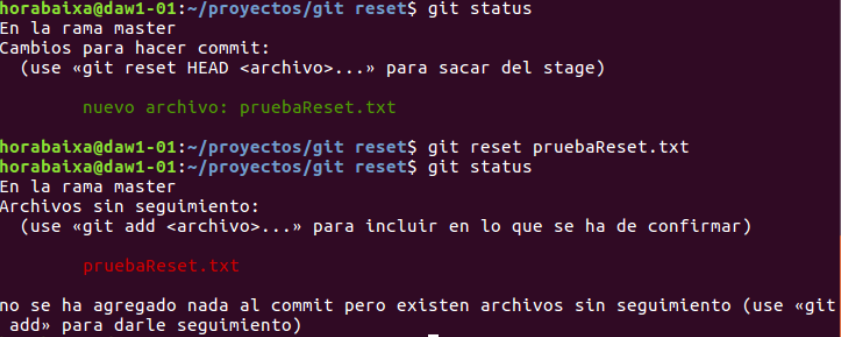 horabaixa@daw1-01:~/proyectos/git reset$ git status
En la rama master
Cambios para hacer commit:
  (use «git reset HEAD <archivo>...» para sacar del stage)
        nuevo archivo: pruebaReset.txt
horabaixa@daw1-01:~/proyectos/git reset$ git reset pruebaReset.txt
horabaixa@daw1-01:~/proyectos/git reset$ git status
En la rama master
Archivos sin seguimiento:
  (use «git add <archivo>...» para incluir en lo que se ha de confirmar)
        pruebaReset.txt
no se ha agregado nada al commit pero existen archivos sin seguimiento (use «git
 add» para darle seguimiento)